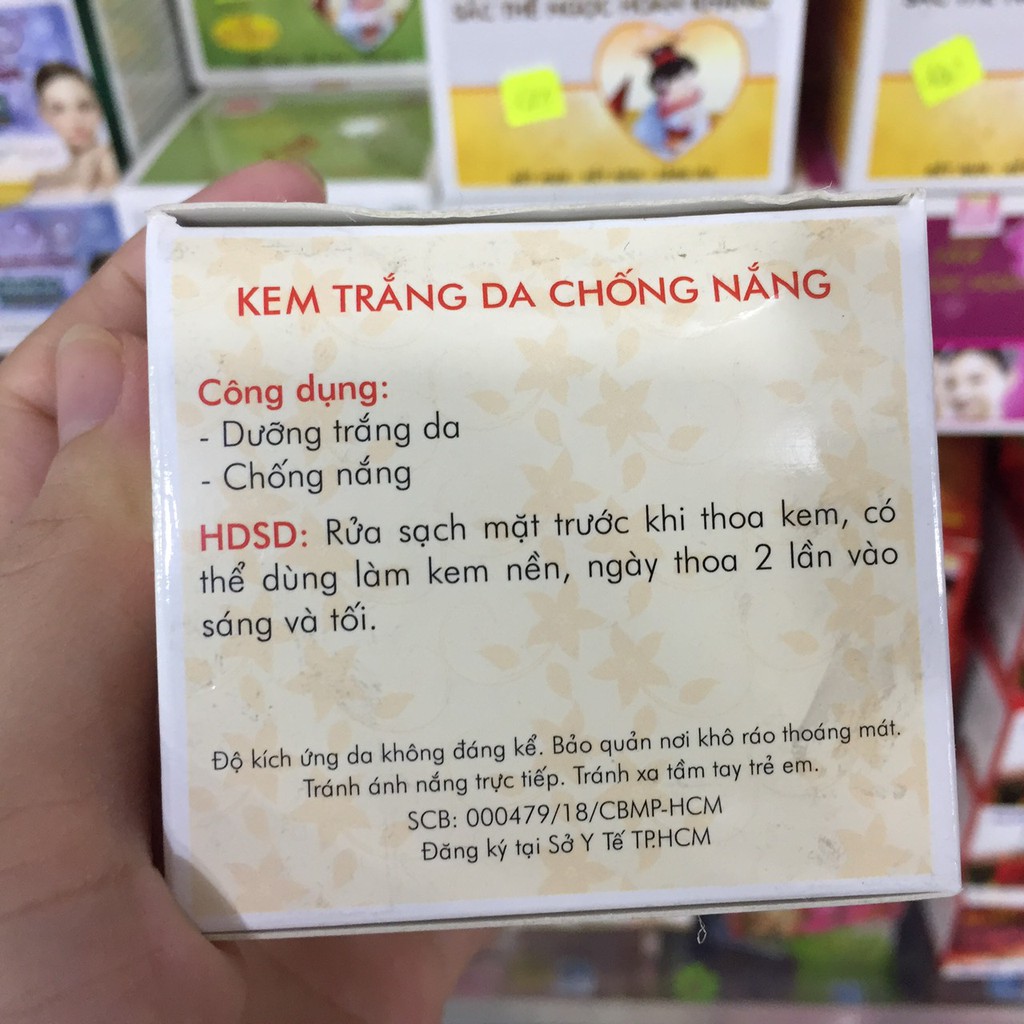 KEM TRẮNG DA CHỐNG NẮNG
Công dụng:
- Dưỡng trắng da
- Chống nắng
HDSD: Rửa sạch mặt trước khi thoa kem, có
thể dùng làm kem nền, ngày thoa 2 lần vào
sáng và tối.
Độ kích ứng da không đáng kể. Bảo quản nơi khô ráo thoáng mát.
Tránh ánh nắng trực tiếp. Tránh xa tầm tay trẻ em.
SCB: 000479/18/CBMP-HCM
Đăng ký tại Sở Y Tế TP.HCM